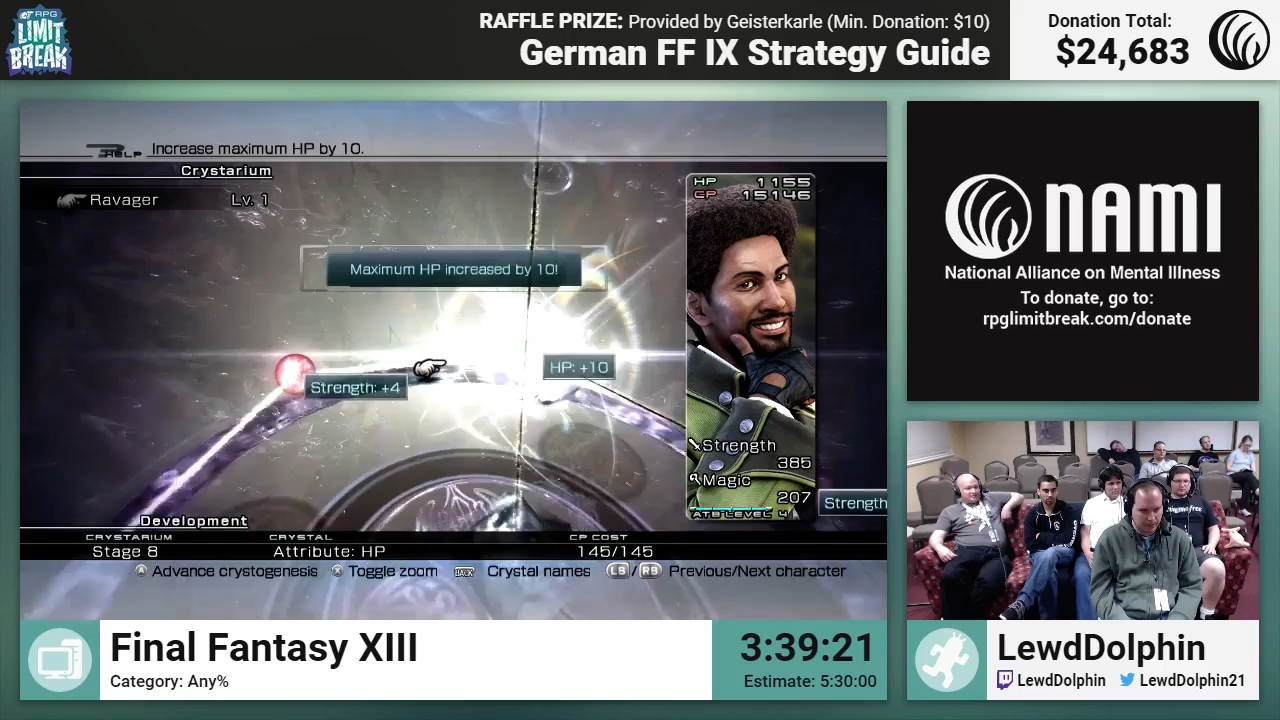 RPG
LIMIT
BREAK
RAFFLE PRIZE: Provided by Geisterkarle (Min. Donation: $10)
German FF IX Strategy Guide
Donation Total:
$24,683
HELP Increase maximum HP by 10.
Crystarium
Ravager Lv. 1
HP 1155
CP 15146
Maximum HP increased by 10!
HP: +10
Strength: +4
Strength
385
Magic
207
ATB LEVEL 4
Strength
Development
CRYSTARIUM CRYSTAL CP COST
Stage 8 Attribute: HP 145/145
A Advance crystogenesis X Toggle zoom BACK Crystal names LB/RB Previous/Next character
NAMI
National Alliance on Mental Illness
To donate, go to:
rpglimitbreak.com/donate
Final Fantasy XIII
Category: Any%
3:39:21
Estimate: 5:30:00
LewdDolphin
LewdDolphin LewdDolphin21